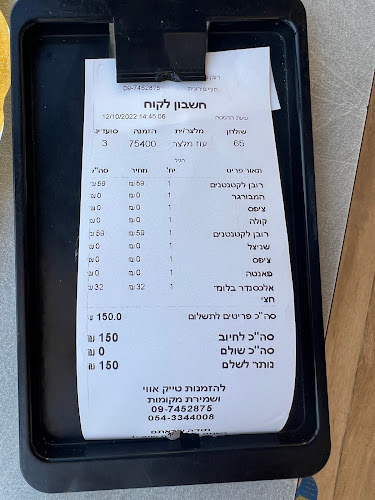 רובן
09-7452875
חשבון לקוח
12/10/2022 14:45:06
שולחן מלצר/ית הזמנה סועדים
65 עוז מלצר 75400 3
רגיל
תאור פריט יח' מחיר סה"כ
רובן לקטנטנים 1 ₪59 ₪59
המבורגר 1 ₪0 ₪0
ציפס 1 ₪0 ₪0
קולה 1 ₪0 ₪0
רובן לקטנטנים 1 ₪59 ₪59
שניצל 1 ₪0 ₪0
ציפס 1 ₪0 ₪0
פאנטה 1 ₪0 ₪0
אלכסנדר בלונד 1 ₪32 ₪32
חצי
סה"כ פריטים לתשלום 150.0 ₪
סה"כ לחיוב 150 ₪
סה"כ שולם 0 ₪
נותר לשלם 150 ₪
להזמנות טייק אווי
ושמירת מקומות
09-7452875
054-3344008